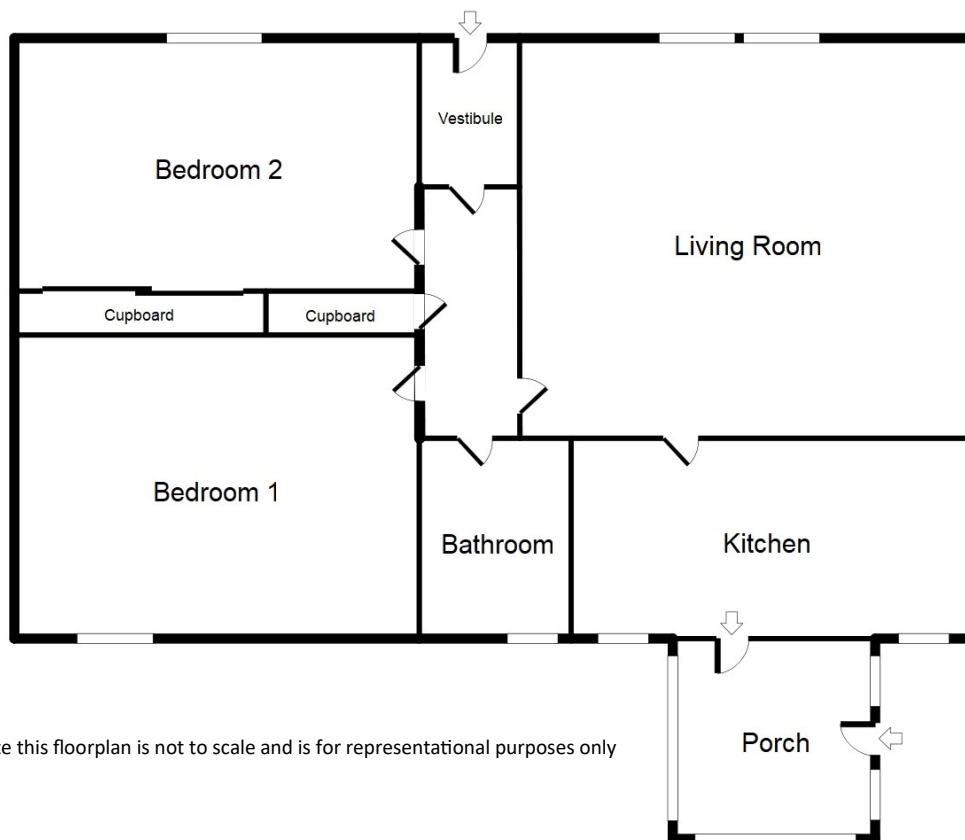 Vestibule
Bedroom 2
Living Room
Cupboard
Cupboard
Bedroom 1
Bathroom
Kitchen
Porch
this floorplan is not to scale and is for representational purposes only